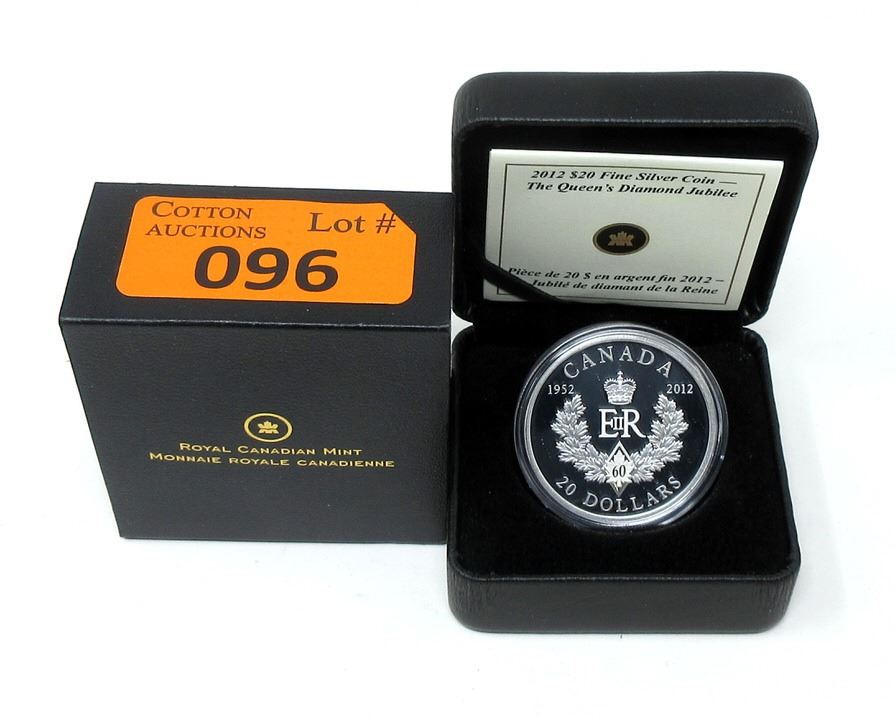 COTTON
AUCTIONS
Lot #
096
ROYAL CANADIAN MINT
MONNAIE ROYALE CANADIENNE
2012 $20 Fine Silver Coin —
The Queen's Diamond Jubilee
Pièce de 20 $ en argent fin 2012 –
Jubilé de diamant de la Reine
CANADA
1952 2012
EIIR
60
20 DOLLARS